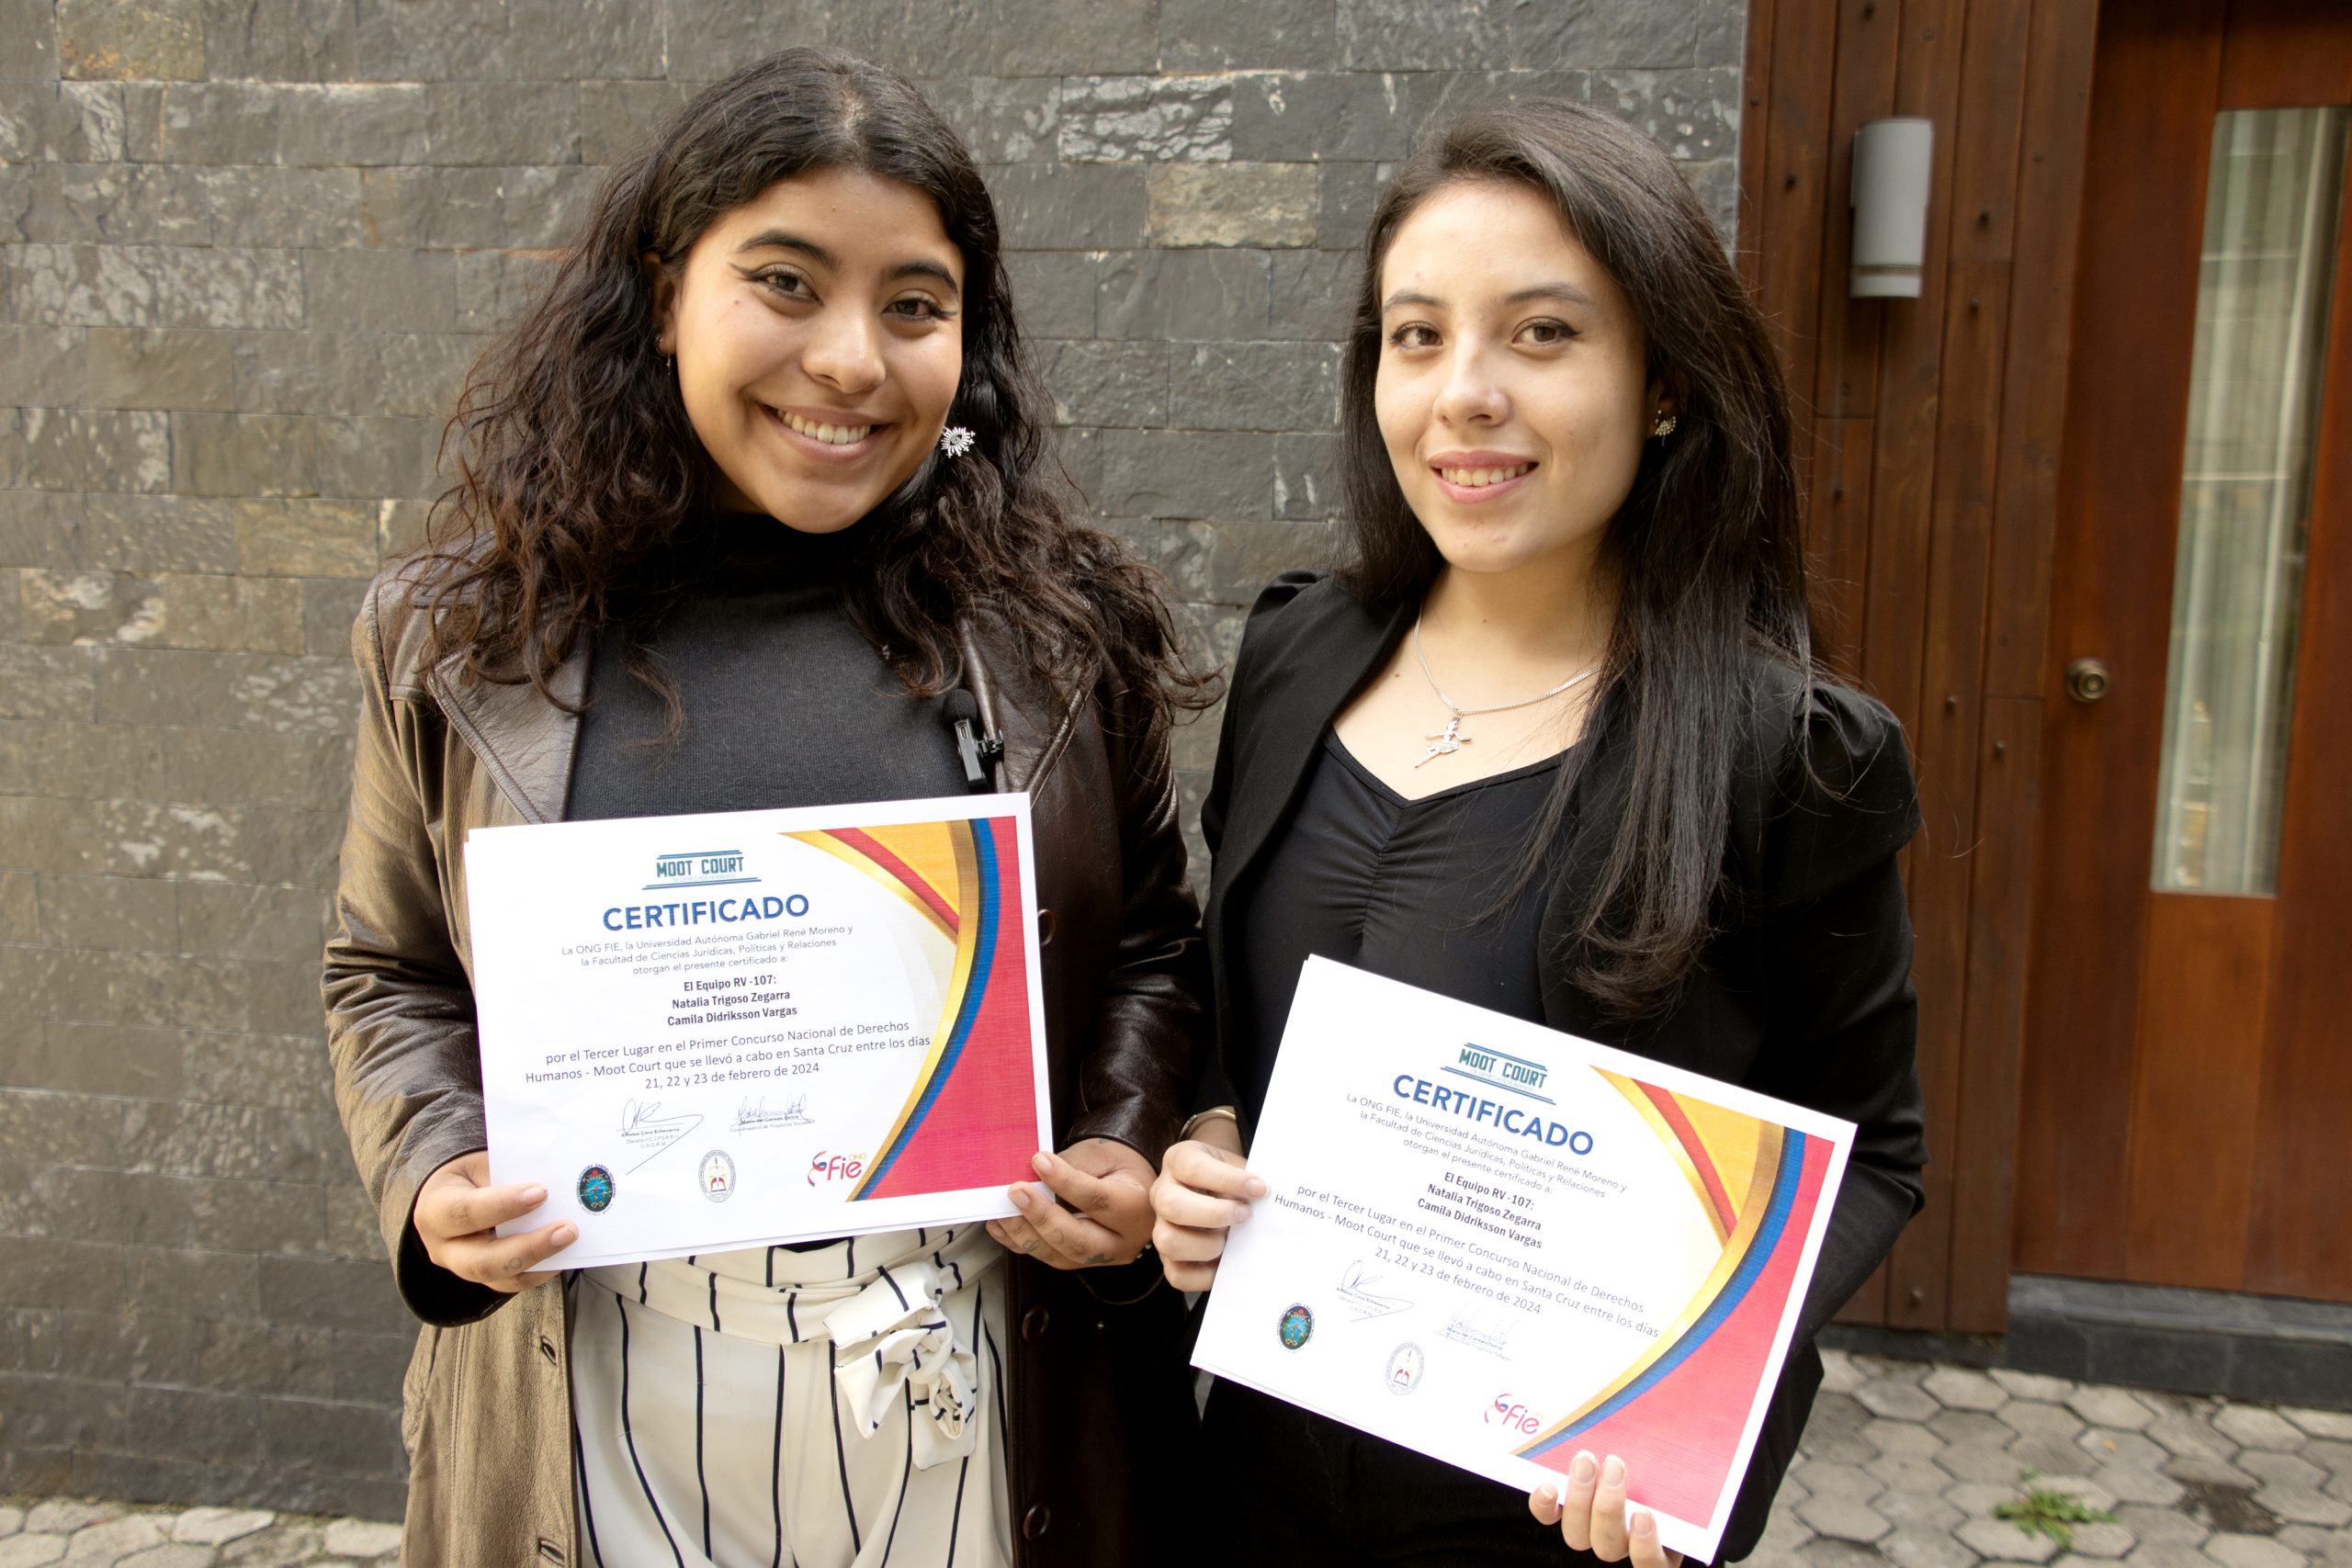 MOOT COURT
CERTIFICADO
La ONG FIE, la Universidad Autónoma Gabriel René Moreno y
la Facultad de Ciencias Jurídicas, Políticas y Relaciones
otorgan el presente certificado a:
El Equipo RV -107:
Natalia Trigoso Zegarra
Camila Didriksson Vargas
por el Tercer Lugar en el Primer Concurso Nacional de Derechos
Humanos - Moot Court que se llevó a cabo en Santa Cruz entre los días
21, 22 y 23 de febrero de 2024
ONG
Fie
MOOT COURT
CERTIFICADO
La ONG FIE, la Universidad Autónoma Gabriel René Moreno y
la Facultad de Ciencias Jurídicas, Políticas y Relaciones
otorgan el presente certificado a:
El Equipo RV -107:
Natalia Trigoso Zegarra
Camila Didriksson Vargas
por el Tercer Lugar en el Primer Concurso Nacional de Derechos
Humanos - Moot Court que se llevó a cabo en Santa Cruz entre los días
21, 22 y 23 de febrero de 2024
Fie